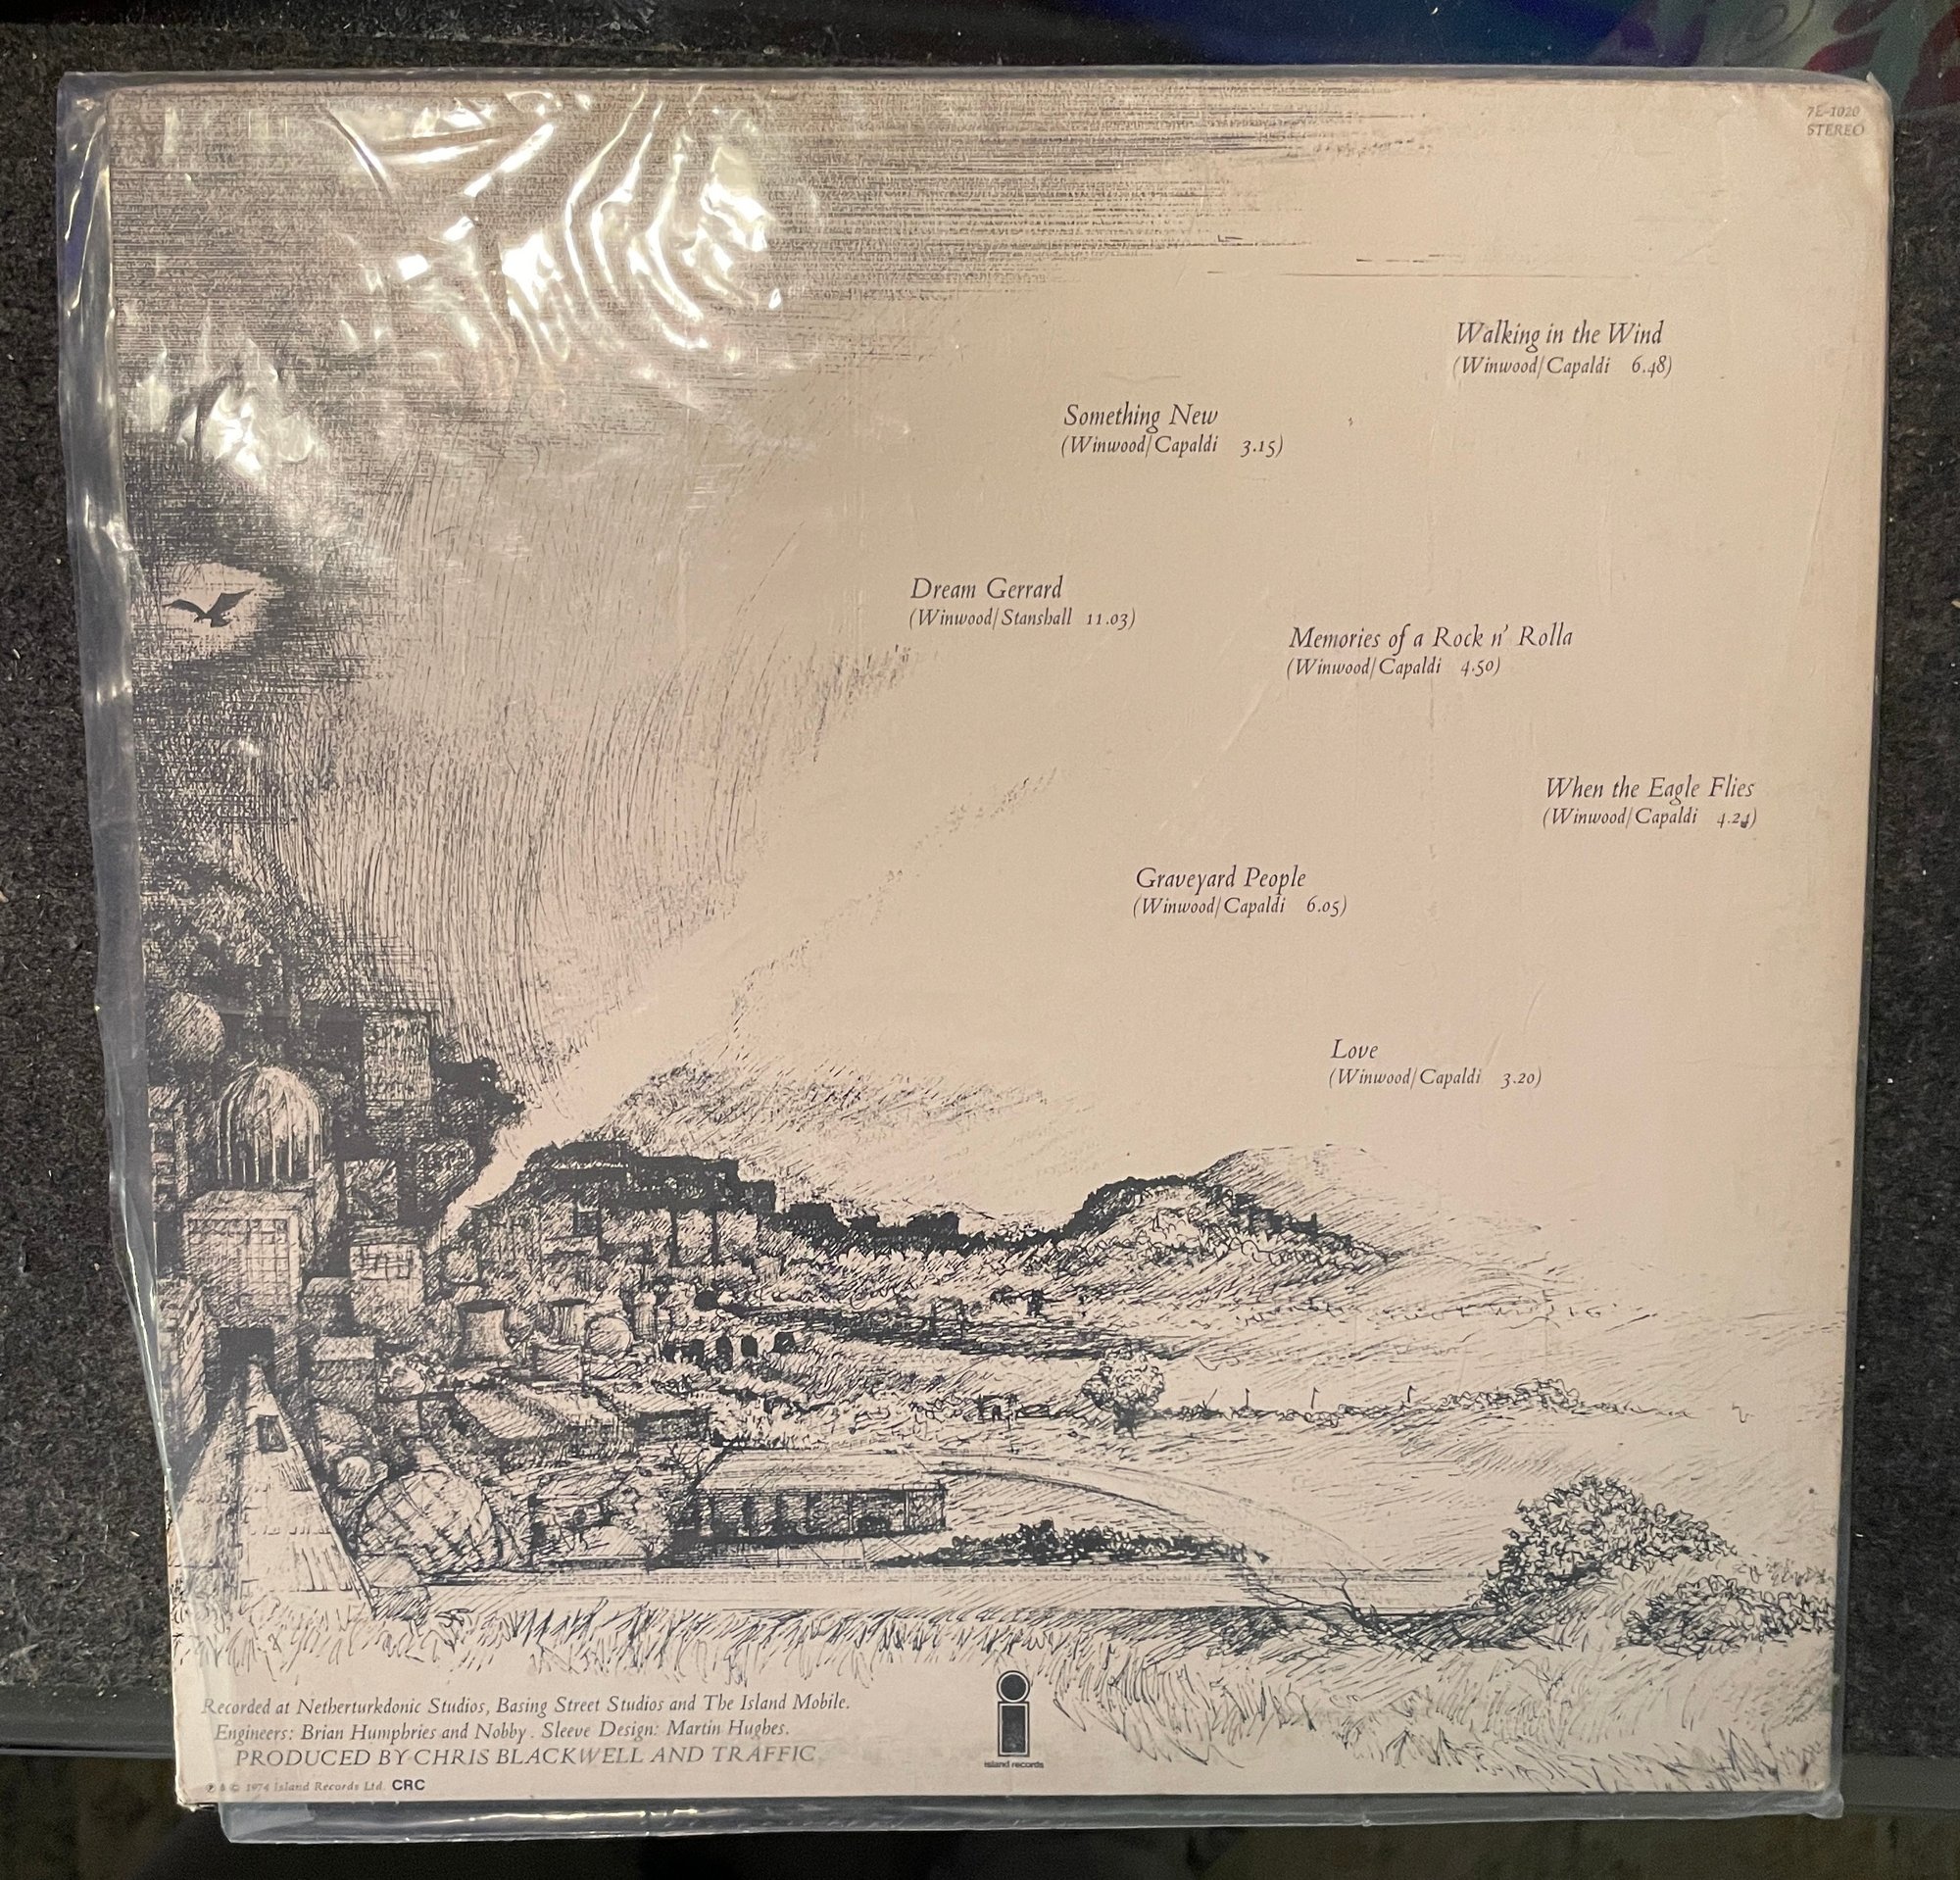 7E-1020
STEREO
Walking in the Wind
(Winwood/Capaldi 6.48)
Something New
(Winwood/Capaldi 3.15)
Dream Gerrard
(Winwood/Stanshall 11.03)
Memories of a Rock n' Rolla
(Winwood/Capaldi 4.50)
When the Eagle Flies
(Winwood/Capaldi 4.24)
Graveyard People
(Winwood/Capaldi 6.05)
Love
(Winwood/Capaldi 3.20)
Recorded at Netherturkdonic Studios, Basing Street Studios and The Island Mobile.
Engineers: Brian Humphries and Nobby. Sleeve Design: Martin Hughes.
PRODUCED BY CHRIS BLACKWELL AND TRAFFIC
℗ & © 1974 Island Records Ltd. CRC
island records